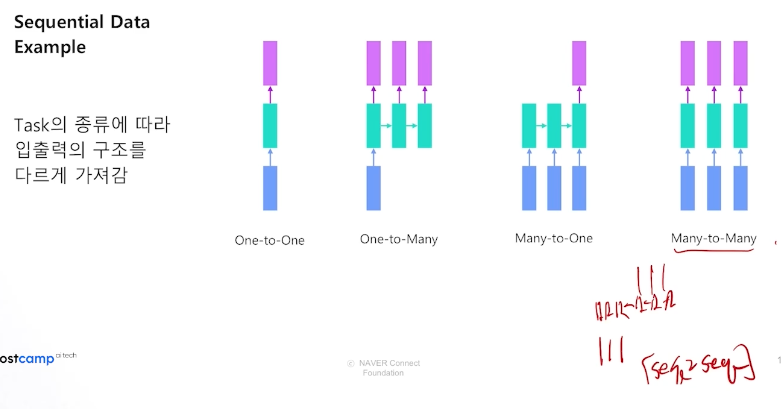 Sequential Data
Example
Task의 종류에 따라
입출력의 구조를
다르게 가져감
One-to-One
One-to-Many
Many-to-One
Many-to-Many
[seq2seq]
ostcamp ai tech
ⓒ NAVER Connect
Foundation
1